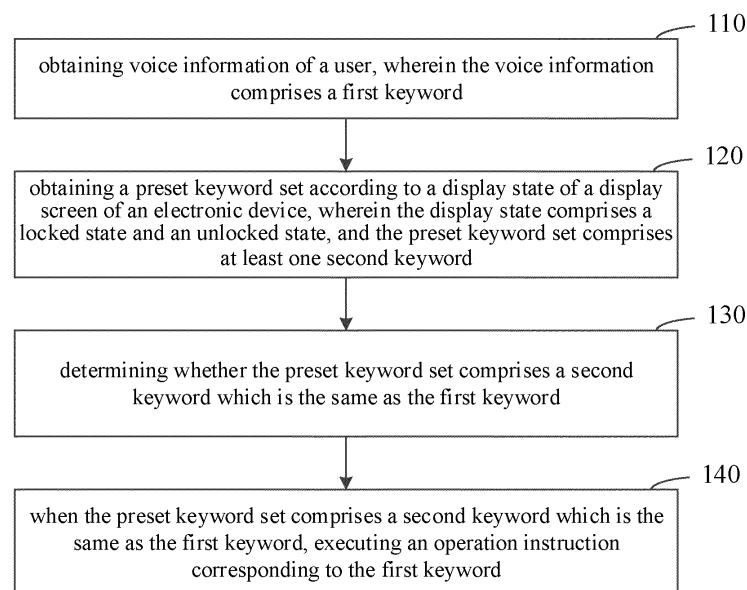 110
obtaining voice information of a user, wherein the voice information
comprises a first keyword
120
obtaining a preset keyword set according to a display state of a display
screen of an electronic device, wherein the display state comprises a
locked state and an unlocked state, and the preset keyword set comprises
at least one second keyword
130
determining whether the preset keyword set comprises a second
keyword which is the same as the first keyword
140
when the preset keyword set comprises a second keyword which is the
same as the first keyword, executing an operation instruction
corresponding to the first keyword